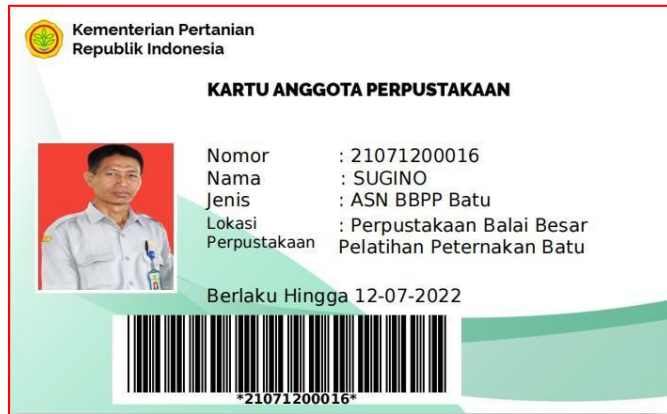 Kementerian Pertanian
Republik Indonesia
KARTU ANGGOTA PERPUSTAKAAN
Nomor : 21071200016
Nama : SUGINO
Jenis : ASN BBPP Batu
Lokasi Perpustakaan : Perpustakaan Balai Besar
Pelatihan Peternakan Batu
Berlaku Hingga 12-07-2022
*21071200016*